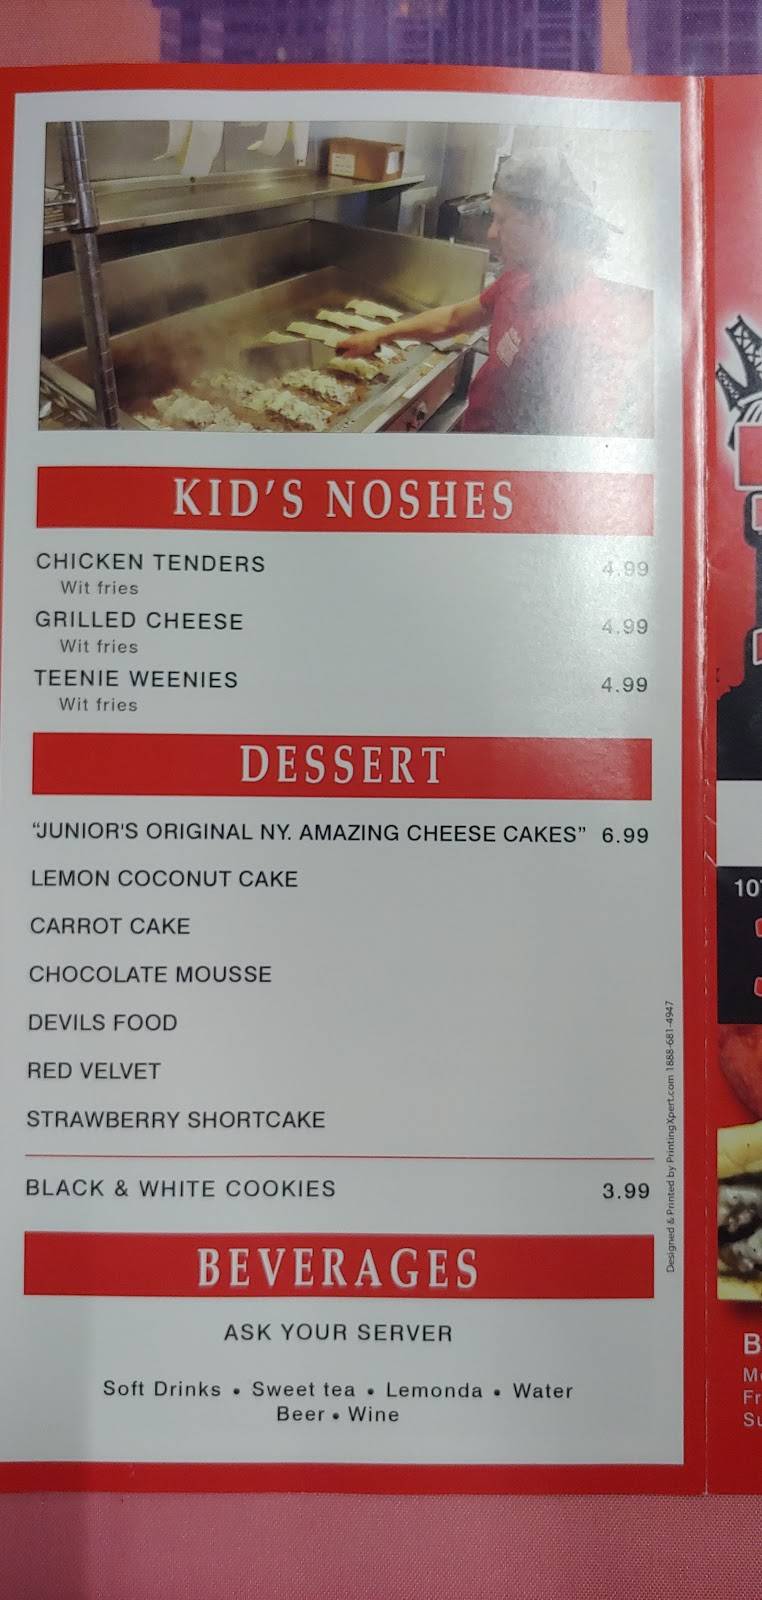 KID'S NOSHES
CHICKEN TENDERS 4.99
Wit fries
GRILLED CHEESE 4.99
Wit fries
TEENIE WEENIES 4.99
Wit fries
DESSERT
“JUNIOR'S ORIGINAL NY. AMAZING CHEESE CAKES” 6.99
LEMON COCONUT CAKE
CARROT CAKE
CHOCOLATE MOUSSE
DEVILS FOOD
RED VELVET
STRAWBERRY SHORTCAKE
BLACK & WHITE COOKIES 3.99
BEVERAGES
ASK YOUR SERVER
Soft Drinks • Sweet tea • Lemonda • Water
Beer • Wine
Designed & Printed by PrintingXpert.com 1888-681-4947